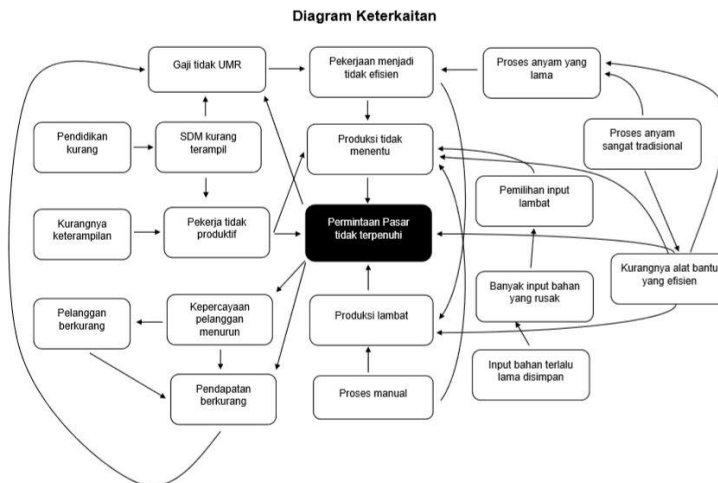 Diagram Keterkaitan
Gaji tidak UMR
Pekerjaan menjadi
tidak efisien
Proses anyam yang
lama
Pendidikan
kurang
SDM kurang
terampil
Produksi tidak
menentu
Proses anyam
sangat tradisional
Pemilihan input
lambat
Kurangnya
keterampilan
Pekerja tidak
produktif
Permintaan Pasar
tidak terpenuhi
Kurangnya alat bantu
yang efisien
Banyak input bahan
yang rusak
Pelanggan
berkurang
Kepercayaan
pelanggan
menurun
Produksi lambat
Input bahan terlalu
lama disimpan
Pendapatan
berkurang
Proses manual